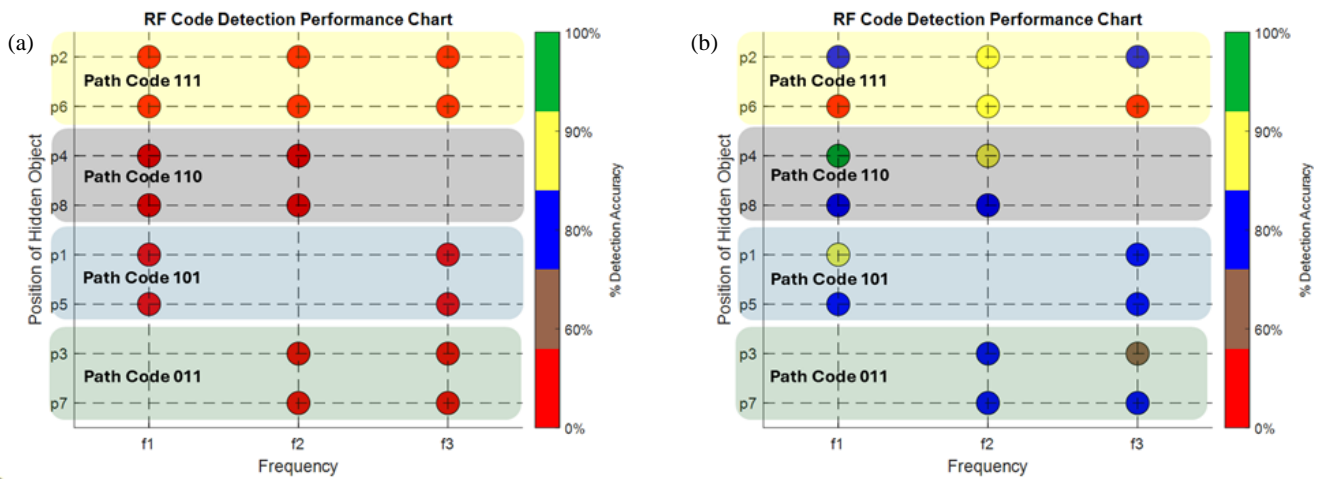 (a)
RF Code Detection Performance Chart
Position of Hidden Object
p2
Path Code 111
p6
p4
Path Code 110
p8
p1
Path Code 101
p5
p3
Path Code 011
p7
f1 f2 f3
Frequency
100%
90%
80%
60%
0%
% Detection Accuracy
(b)
RF Code Detection Performance Chart
Position of Hidden Object
p2
Path Code 111
p6
p4
Path Code 110
p8
p1
Path Code 101
p5
p3
Path Code 011
p7
f1 f2 f3
Frequency
100%
90%
80%
60%
0%
% Detection Accuracy